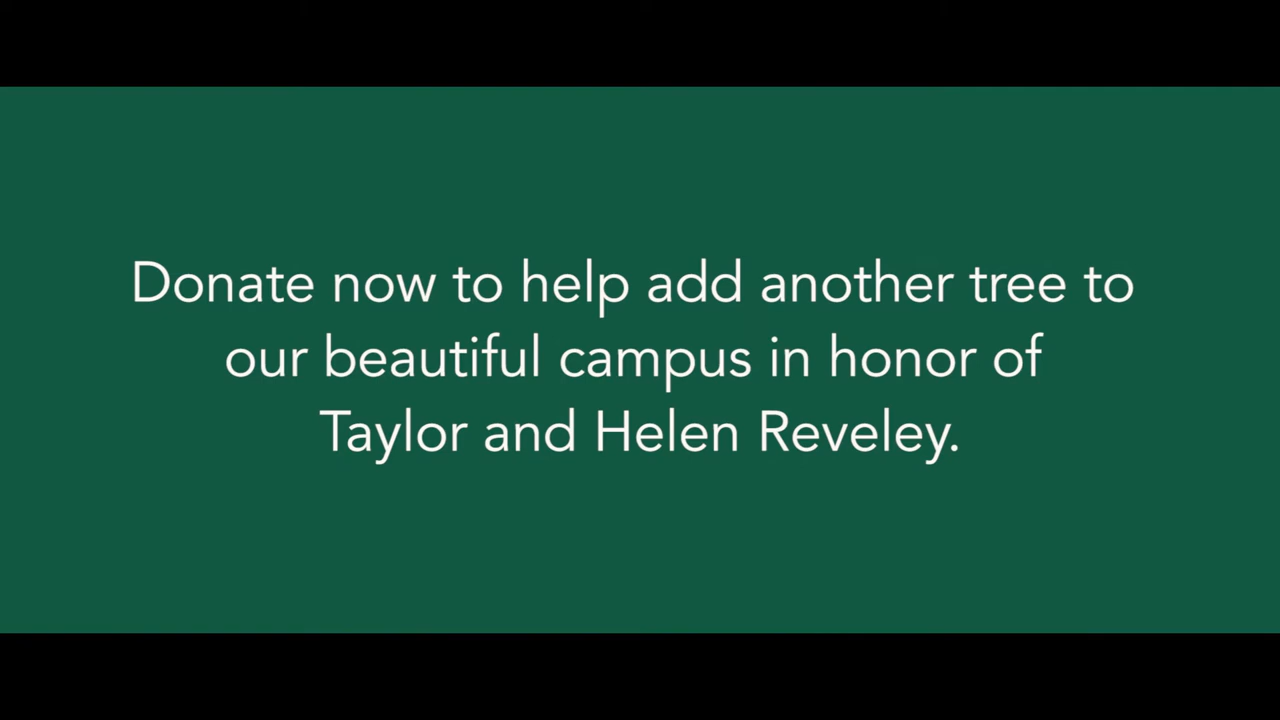 Donate now to help add another tree to
our beautiful campus in honor of
Taylor and Helen Reveley.